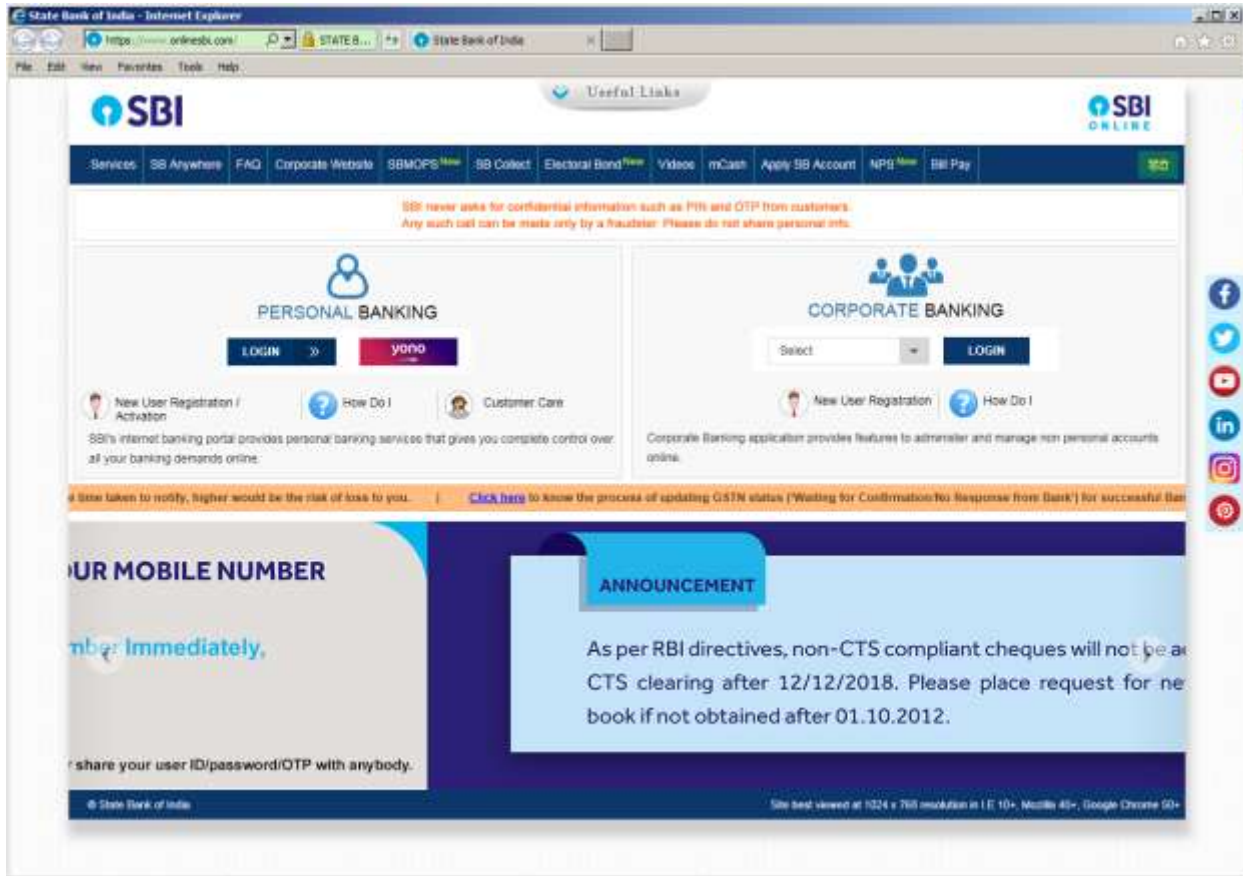 State Bank of India - Internet Explorer
https://www.onlinesbi.com/
STATE B...
State Bank of India
File Edit View Favorites Tools Help
Useful Links
SBI
SBI
ONLINE
Services SB Anywhere FAQ Corporate Website SBMOPS New SB Collect Electoral Bond New Videos mCash Apply SB Account NPS New Bill Pay
SBI never asks for confidential information such as PIN and OTP from customers.
Any such call can be made only by a fraudster. Please do not share personal info.
PERSONAL BANKING
LOGIN »
yono
New User Registration /
Activation
How Do I
Customer Care
SBI's internet banking portal provides personal banking services that gives you complete control over
all your banking demands online.
CORPORATE BANKING
Select
LOGIN
New User Registration
How Do I
Corporate Banking application provides features to administer and manage non personal accounts
online.
e time taken to notify, higher would be the risk of loss to you. | Click here to know the process of updating GSTN status ('Waiting for Confirmation/No Response from Bank') for successful Ban
OUR MOBILE NUMBER
mber Immediately,
r share your user ID/password/OTP with anybody.
ANNOUNCEMENT
As per RBI directives, non-CTS compliant cheques will not be ac
CTS clearing after 12/12/2018. Please place request for ne
book if not obtained after 01.10.2012.
© State Bank of India
Site best viewed at 1024 x 768 resolution in I.E 10+, Mozilla 40+, Google Chrome 50+